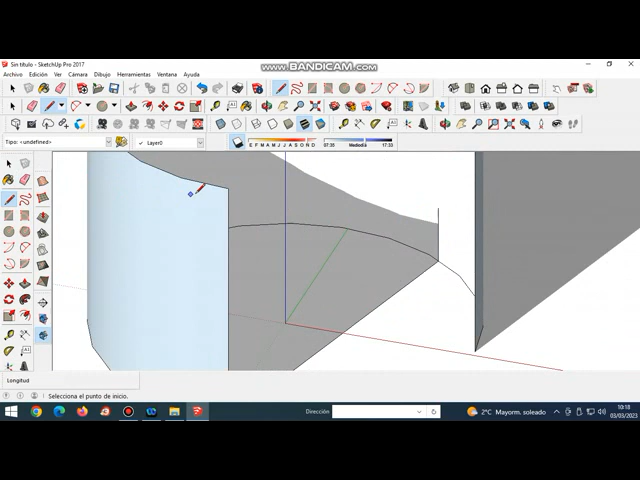 Sin título - SketchUp Pro 2017
WWW.BANDICAM.COM
Archivo Edición Ver Cámara Dibujo Herramientas Ventana Ayuda
Tipo: <undefined>
Layer0
E F M A M J J A S O N D
07:35 Mediodía 17:33
Longitud
Selecciona el punto de inicio.
Dirección
2°C Mayorm. soleado
10:18
03/03/2023